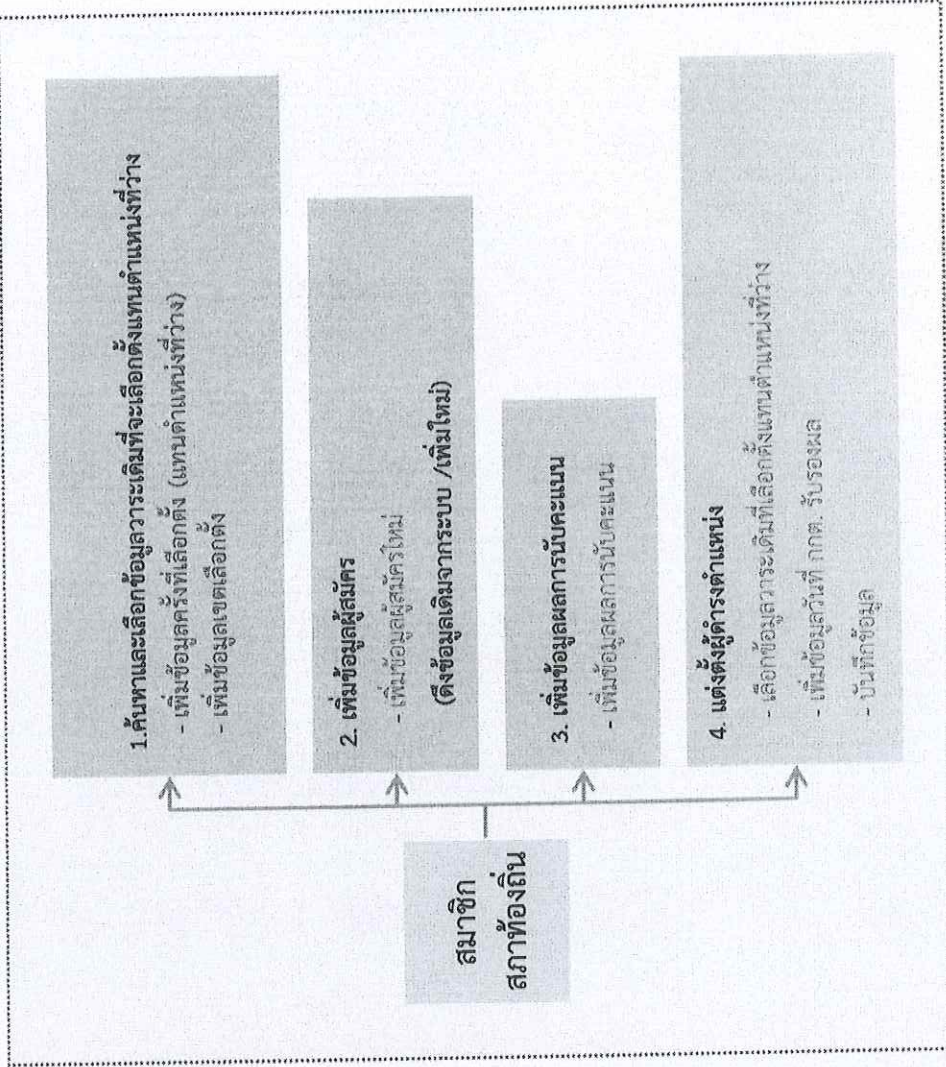 สมาชิก
สภาท้องถิ่น
1.ค้นหาและเลือกข้อมูลวาระเดิมที่จะเลือกตั้งแทนตำแหน่งที่ว่าง
- เพิ่มข้อมูลครั้งที่เลือกตั้ง (แทนตำแหน่งที่ว่าง)
- เพิ่มข้อมูลเขตเลือกตั้ง
2. เพิ่มข้อมูลผู้สมัคร
- เพิ่มข้อมูลผู้สมัครใหม่
(ดึงข้อมูลเดิมจากระบบ /เพิ่มใหม่)
3. เพิ่มข้อมูลผลการนับคะแนน
- เพิ่มข้อมูลผลการนับคะแนน
4. แต่งตั้งผู้ดำรงตำแหน่ง
- เลือกข้อมูลวาระเดิมที่เลือกตั้งแทนตำแหน่งที่ว่าง
- เพิ่มข้อมูลวันที่ กกต. รับรองผล
- บันทึกข้อมูล